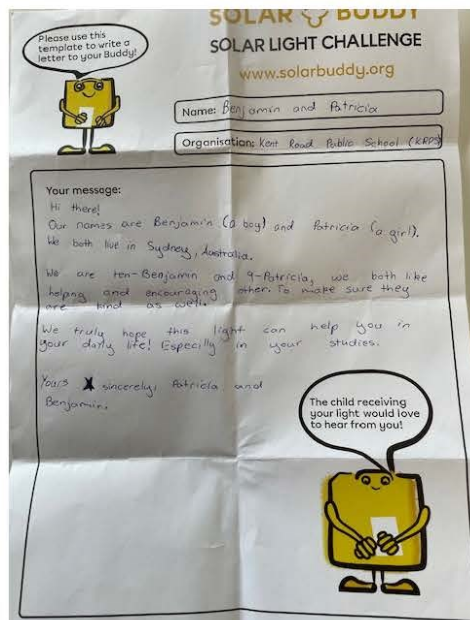 SOLAR BUDDY
SOLAR LIGHT CHALLENGE
www.solarbuddy.org
Please use this
template to write a
letter to your Buddy!
Name: Benjamin and Patricia
Organisation: Kent Road Public School (KRPS)
Your message:
Hi there!
Our names are Benjamin (a boy) and Patricia (a girl).
We both live in Sydney, Australia.
We are ten-Benjamin and 9-Patricia, we both like
helping and encouraging other. To make sure they
are kind as well.
We truly hope this light can help you in
your daily life! Especilly in your studies.
Yours sincerely, Patricia and
Benjamin.
The child receiving
your light would love
to hear from you!